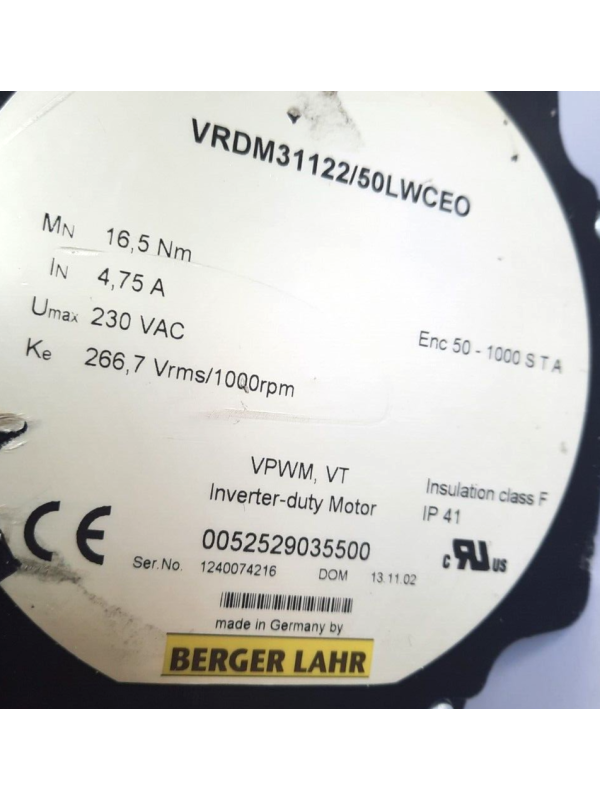 VRDM31122/50LWCEO
MN 16,5 Nm
IN 4,75 A
Umax 230 VAC
Ke 266,7 Vrms/1000rpm
Enc 50 - 1000 S T A
VPWM, VT
Inverter-duty Motor
Insulation class F
IP 41
CE
0052529035500
c RU us
Ser.No. 1240074216 DOM 13.11.02
made in Germany by
BERGER LAHR